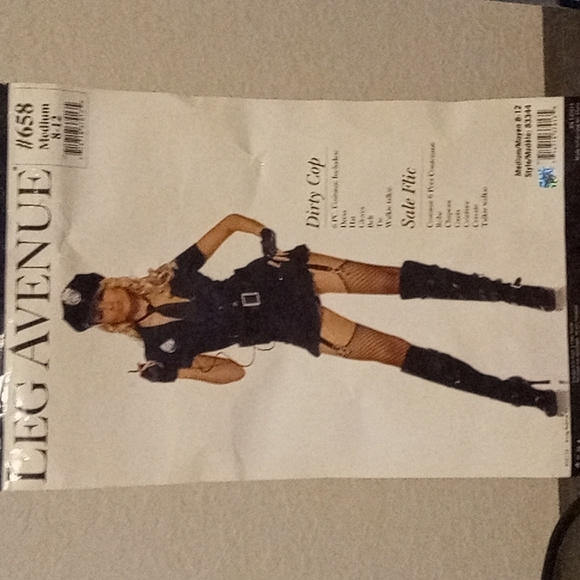 LEG AVENUE
#658
Medium
8-12
Dirty Cop
6 PC. Costume Includes:
Dress
Hat
Gloves
Belt
Tie
Walkie talkie
Sale Flic
Costume 6 Pces Contenant
Robe
Chapeau
Gants
Ceinture
Cravate
Talkie walkie
Medium/Moyen 8-12
Style/Modèle: 83344